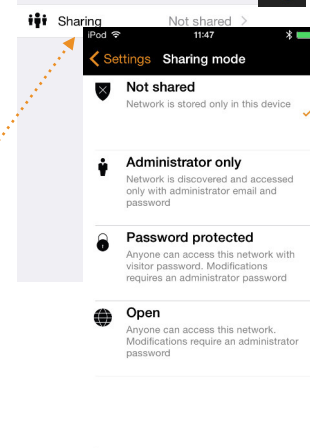 Sharing Not shared
iPod 11:47
Settings Sharing mode
Not shared
Network is stored only in this device
Administrator only
Network is discovered and accessed
only with administrator email and
password
Password protected
Anyone can access this network with
visitor password. Modifications
requires an administrator password
Open
Anyone can access this network.
Modifications require an administrator
password